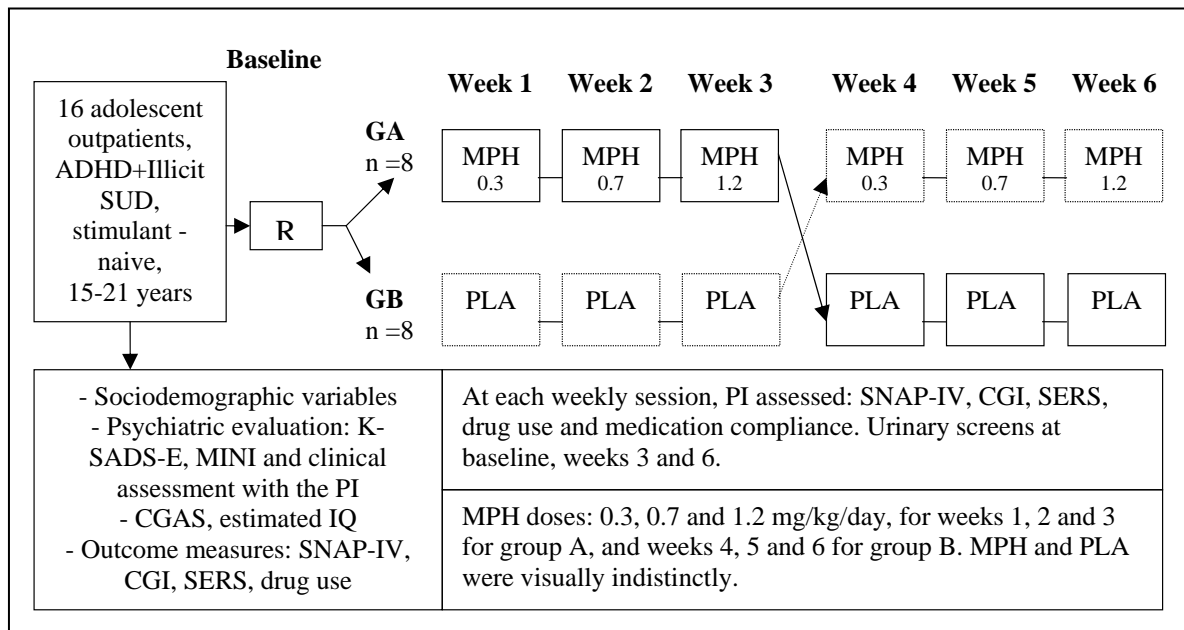 Baseline
16 adolescent
outpatients,
ADHD+Illicit
SUD,
stimulant -
naive,
15-21 years
R
GA
n =8
GB
n =8
Week 1 Week 2 Week 3 Week 4 Week 5 Week 6
MPH MPH MPH MPH MPH MPH
0.3 0.7 1.2 0.3 0.7 1.2
PLA PLA PLA PLA PLA PLA
- Sociodemographic variables
- Psychiatric evaluation: K-
SADS-E, MINI and clinical
assessment with the PI
- CGAS, estimated IQ
- Outcome measures: SNAP-IV,
CGI, SERS, drug use
At each weekly session, PI assessed: SNAP-IV, CGI, SERS,
drug use and medication compliance. Urinary screens at
baseline, weeks 3 and 6.
MPH doses: 0.3, 0.7 and 1.2 mg/kg/day, for weeks 1, 2 and 3
for group A, and weeks 4, 5 and 6 for group B. MPH and PLA
were visually indistinctly.